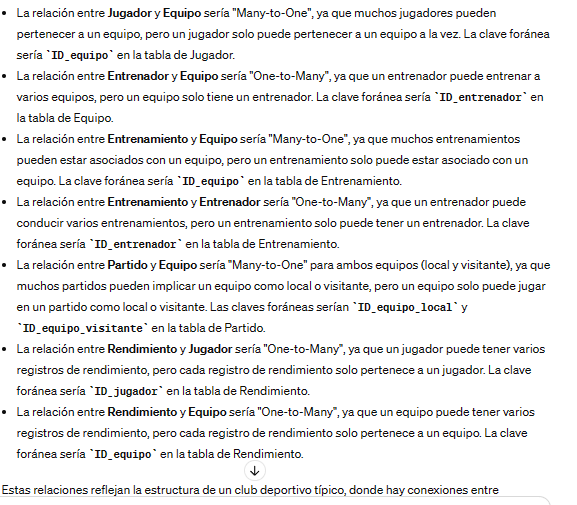 • La relación entre Jugador y Equipo sería "Many-to-One", ya que muchos jugadores pueden
pertenecer a un equipo, pero un jugador solo puede pertenecer a un equipo a la vez. La clave foránea
sería `ID_equipo` en la tabla de Jugador.
• La relación entre Entrenador y Equipo sería "One-to-Many", ya que un entrenador puede entrenar a
varios equipos, pero un equipo solo tiene un entrenador. La clave foránea sería `ID_entrenador` en
la tabla de Equipo.
• La relación entre Entrenamiento y Equipo sería "Many-to-One", ya que muchos entrenamientos
pueden estar asociados con un equipo, pero un entrenamiento solo puede estar asociado con un
equipo. La clave foránea sería `ID_equipo` en la tabla de Entrenamiento.
• La relación entre Entrenamiento y Entrenador sería "One-to-Many", ya que un entrenador puede
conducir varios entrenamientos, pero un entrenamiento solo puede tener un entrenador. La clave
foránea sería `ID_entrenador` en la tabla de Entrenamiento.
• La relación entre Partido y Equipo sería "Many-to-One" para ambos equipos (local y visitante), ya que
muchos partidos pueden implicar un equipo como local o visitante, pero un equipo solo puede jugar
en un partido como local o visitante. Las claves foráneas serían `ID_equipo_local` y
`ID_equipo_visitante` en la tabla de Partido.
• La relación entre Rendimiento y Jugador sería "One-to-Many", ya que un jugador puede tener varios
registros de rendimiento, pero cada registro de rendimiento solo pertenece a un jugador. La clave
foránea sería `ID_jugador` en la tabla de Rendimiento.
• La relación entre Rendimiento y Equipo sería "One-to-Many", ya que un equipo puede tener varios
registros de rendimiento, pero cada registro de rendimiento solo pertenece a un equipo. La clave
foránea sería `ID_equipo` en la tabla de Rendimiento.
Estas relaciones reflejan la estructura de un club deportivo típico, donde hay conexiones entre